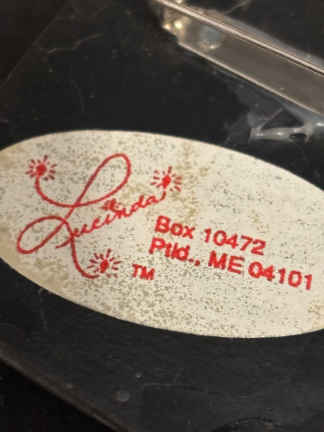 Lucinda
Box 10472
Ptld., ME 04101
TM